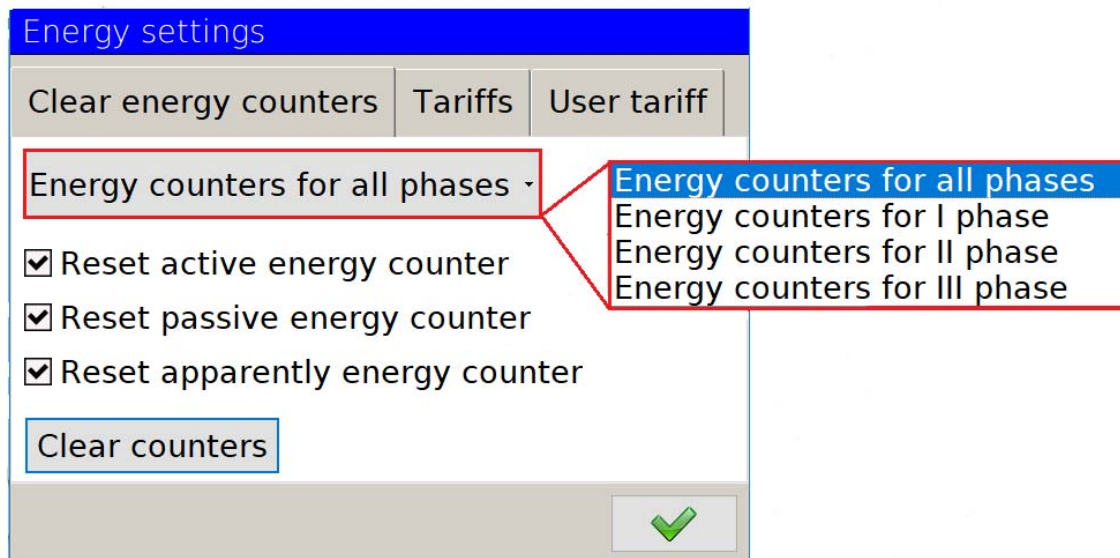 Energy settings
Clear energy counters Tariffs User tariff
Energy counters for all phases
Energy counters for all phases
Energy counters for I phase
Energy counters for II phase
Energy counters for III phase
Reset active energy counter
Reset passive energy counter
Reset apparently energy counter
Clear counters